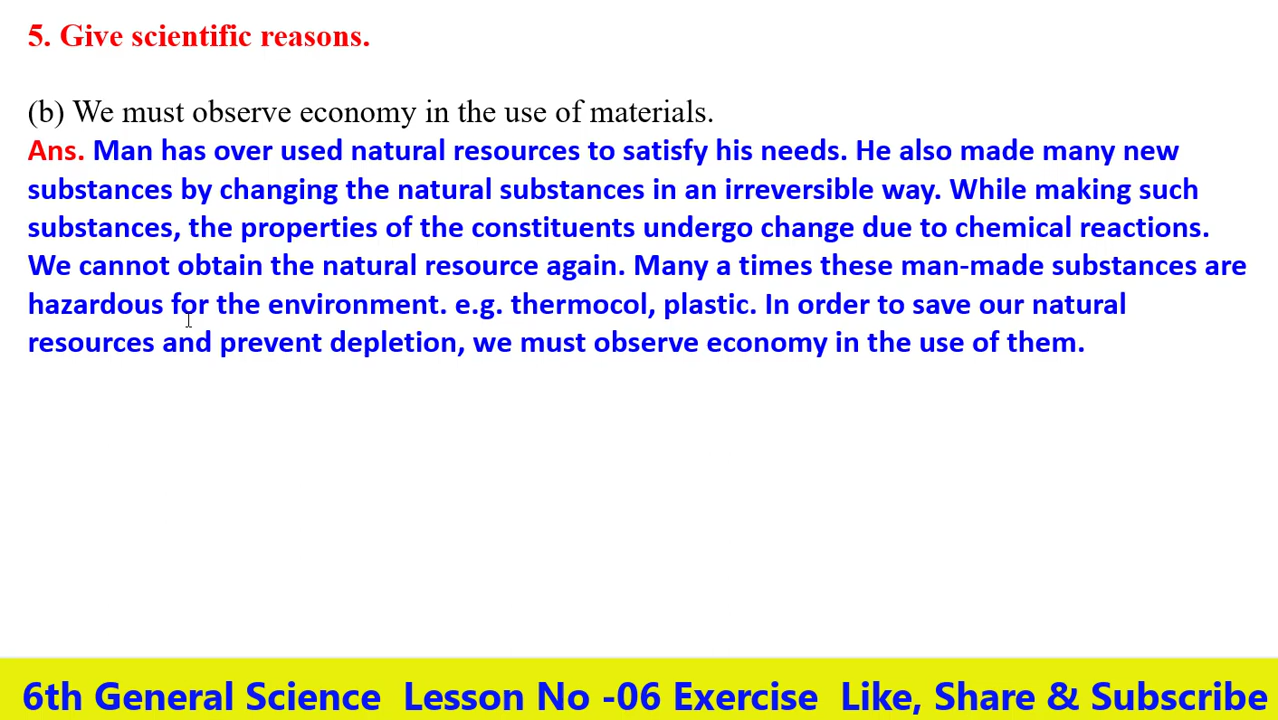 5. Give scientific reasons.
(b) We must observe economy in the use of materials.
Ans. Man has over used natural resources to satisfy his needs. He also made many new
substances by changing the natural substances in an irreversible way. While making such
substances, the properties of the constituents undergo change due to chemical reactions.
We cannot obtain the natural resource again. Many a times these man-made substances are
hazardous for the environment. e.g. thermocol, plastic. In order to save our natural
resources and prevent depletion, we must observe economy in the use of them.
6th General Science  Lesson No -06 Exercise  Like, Share & Subscribe